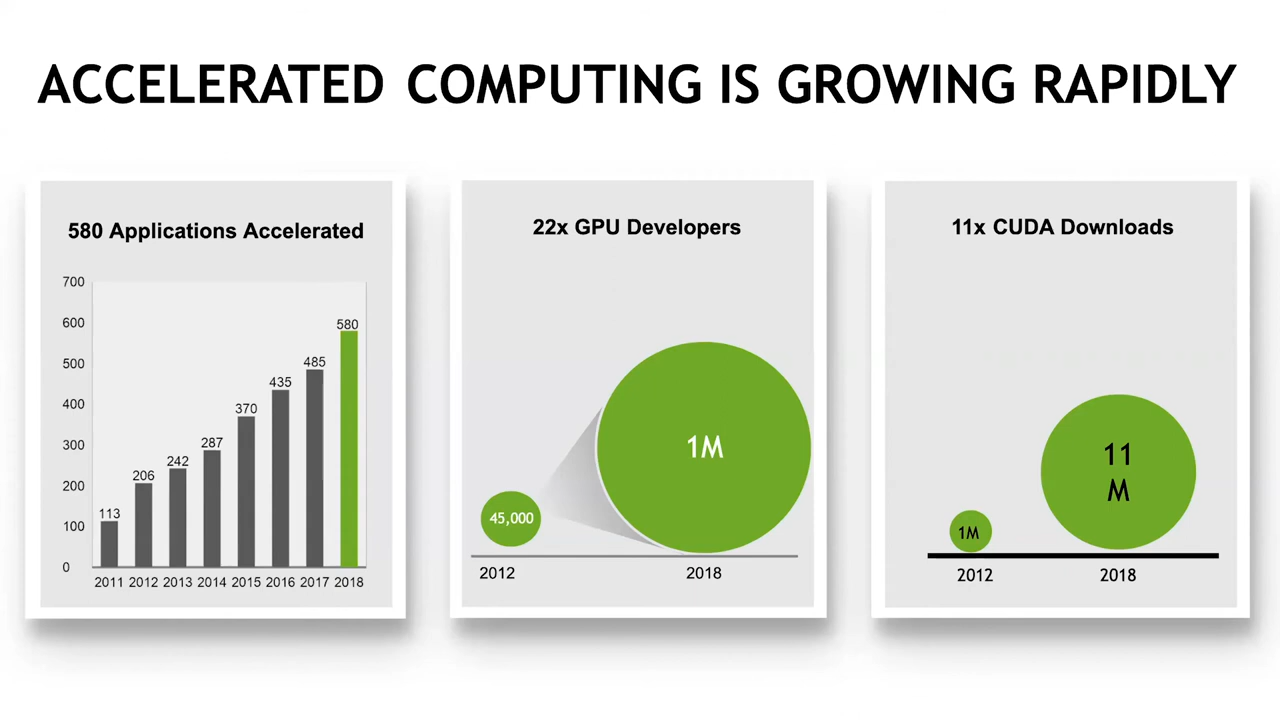 ACCELERATED COMPUTING IS GROWING RAPIDLY
580 Applications Accelerated
700
600
500
400
300
200
100
0
113
206
242
287
370
435
485
580
2011 2012 2013 2014 2015 2016 2017 2018
22x GPU Developers
45,000
1M
2012 2018
11x CUDA Downloads
1M
11
M
2012 2018